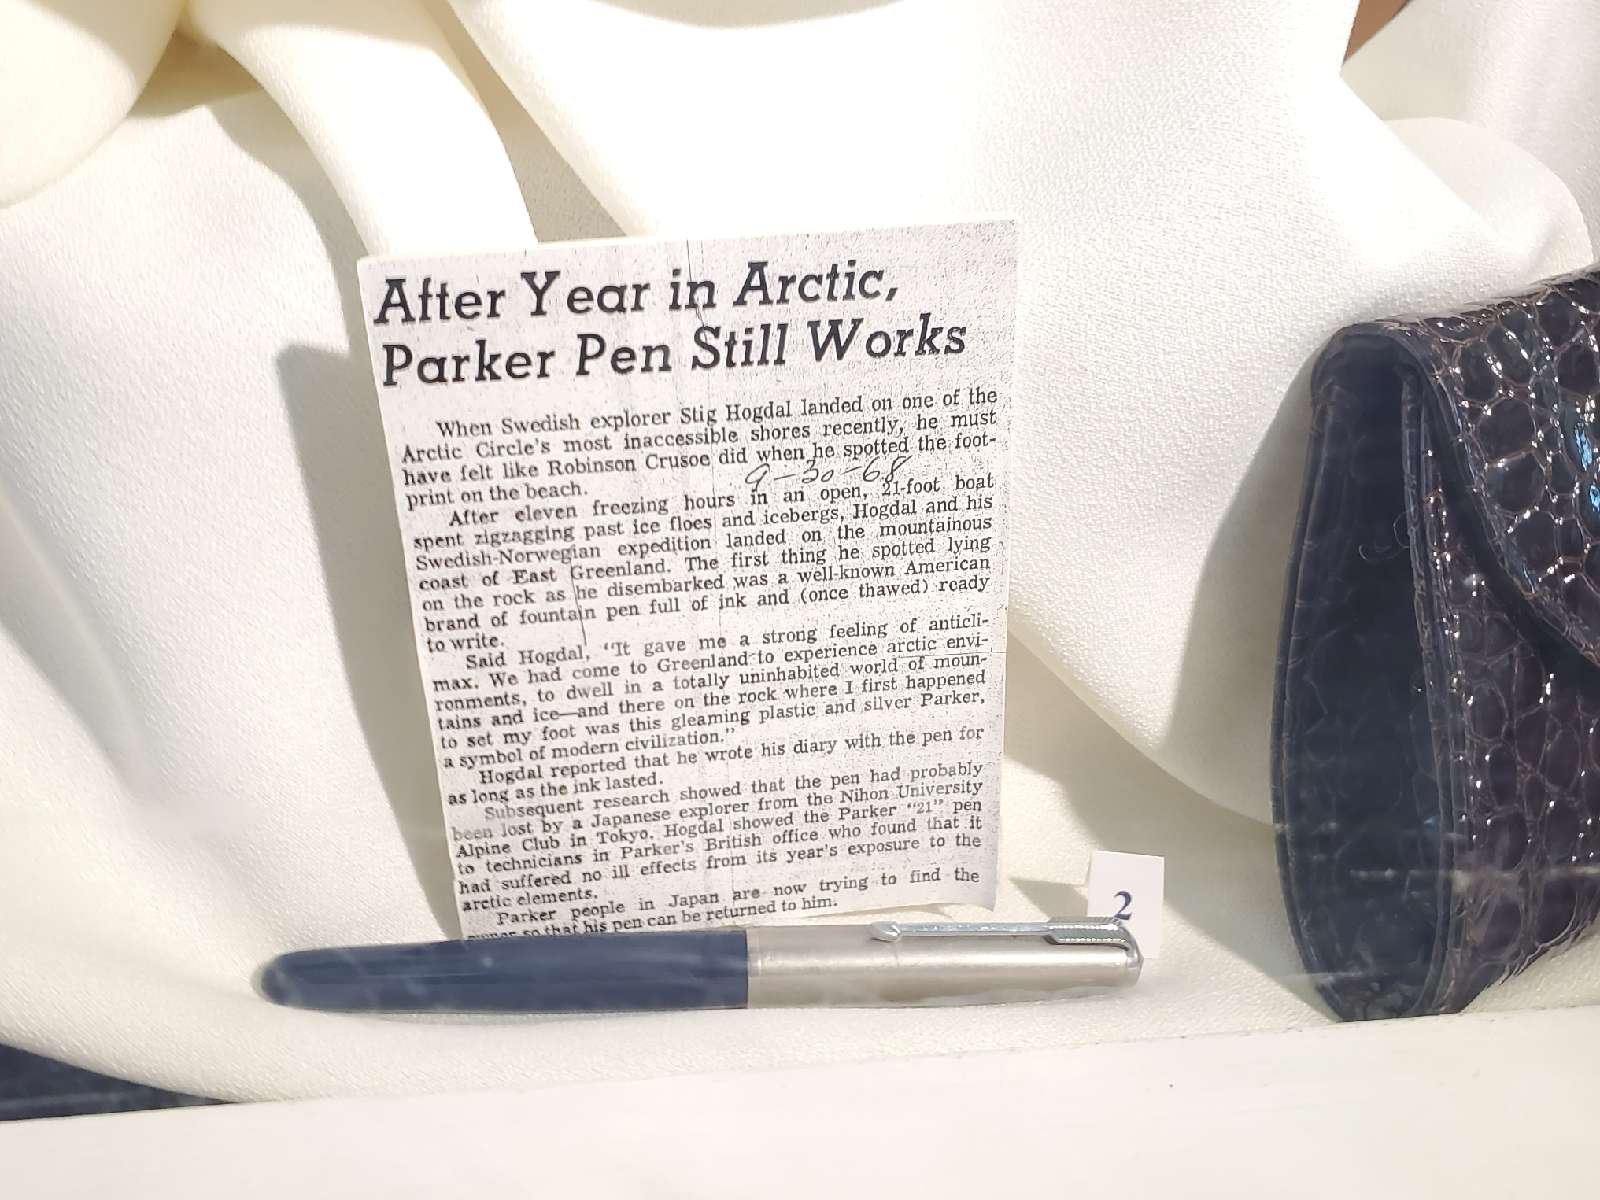 After Year in Arctic,
Parker Pen Still Works
When Swedish explorer Stig Hogdal landed on one of the
Arctic Circle's most inaccessible shores recently, he must
have felt like Robinson Crusoe did when he spotted the foot-
print on the beach.
9-30-68
After eleven freezing hours in an open, 21-foot boat
spent zigzagging past ice floes and icebergs, Hogdal and his
Swedish-Norwegian expedition landed on the mountainous
coast of East Greenland. The first thing he spotted lying
on the rock as he disembarked was a well-known American
brand of fountain pen full of ink and (once thawed) ready
to write.
Said Hogdal, "It gave me a strong feeling of anticli-
max. We had come to Greenland to experience arctic envi-
ronments, to dwell in a totally uninhabited world of moun-
tains and ice—and there on the rock where I first happened
to set my foot was this gleaming plastic and silver Parker,
a symbol of modern civilization."
Hogdal reported that he wrote his diary with the pen for
as long as the ink lasted.
Subsequent research showed that the pen had probably
been lost by a Japanese explorer from the Nihon University
Alpine Club in Tokyo. Hogdal showed the Parker "21" pen
to technicians in Parker's British office who found that it
had suffered no ill effects from its year's exposure to the
arctic elements.
Parker people in Japan are now trying to find the
so that his pen can be returned to him.
2